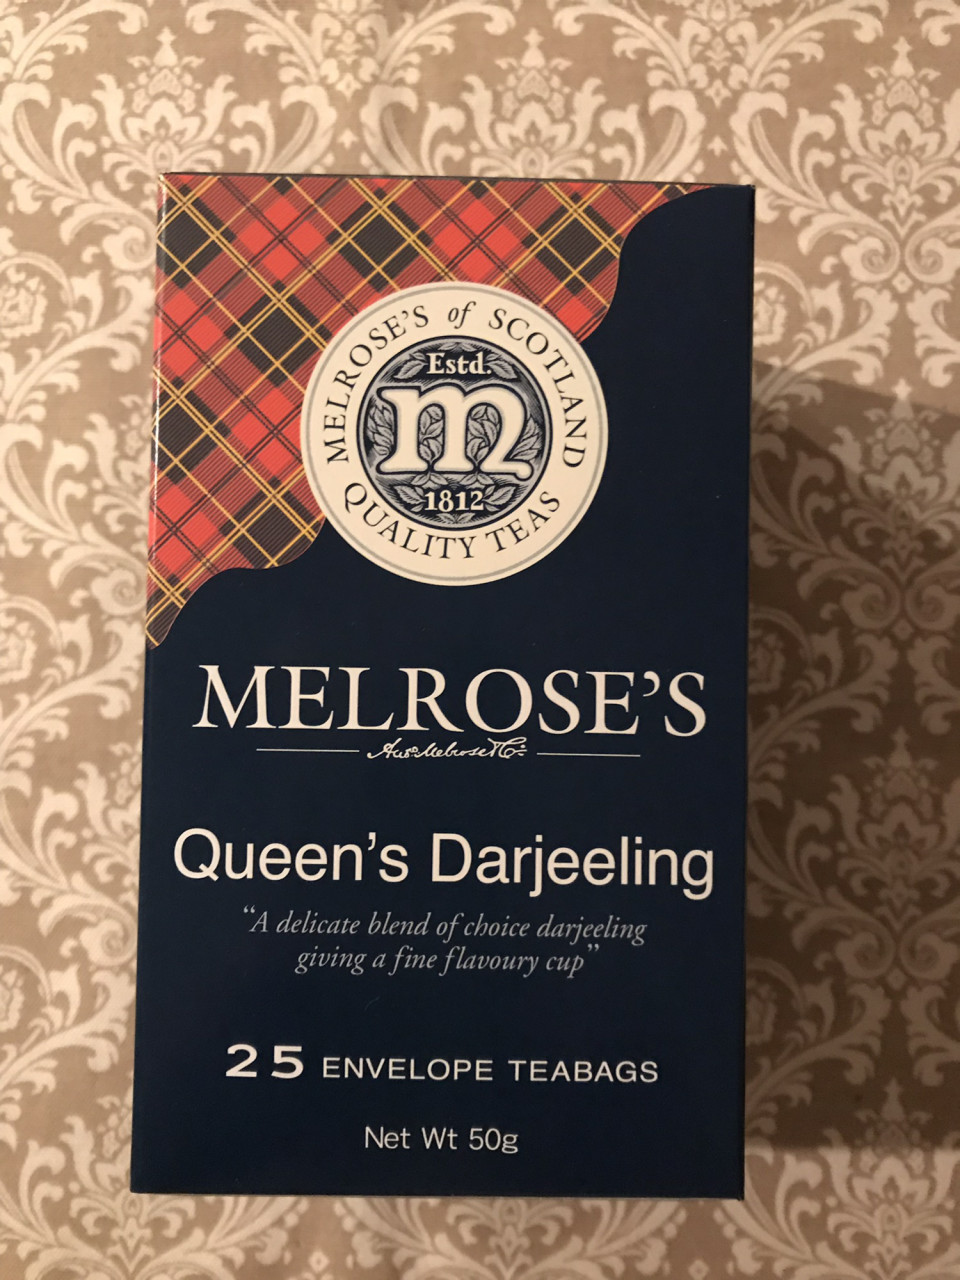 MELROSE'S of SCOTLAND
Estd.
m
1812
QUALITY TEAS
MELROSE'S
Queen's Darjeeling
“A delicate blend of choice darjeeling
giving a fine flavoury cup”
25 ENVELOPE TEABAGS
Net Wt 50g